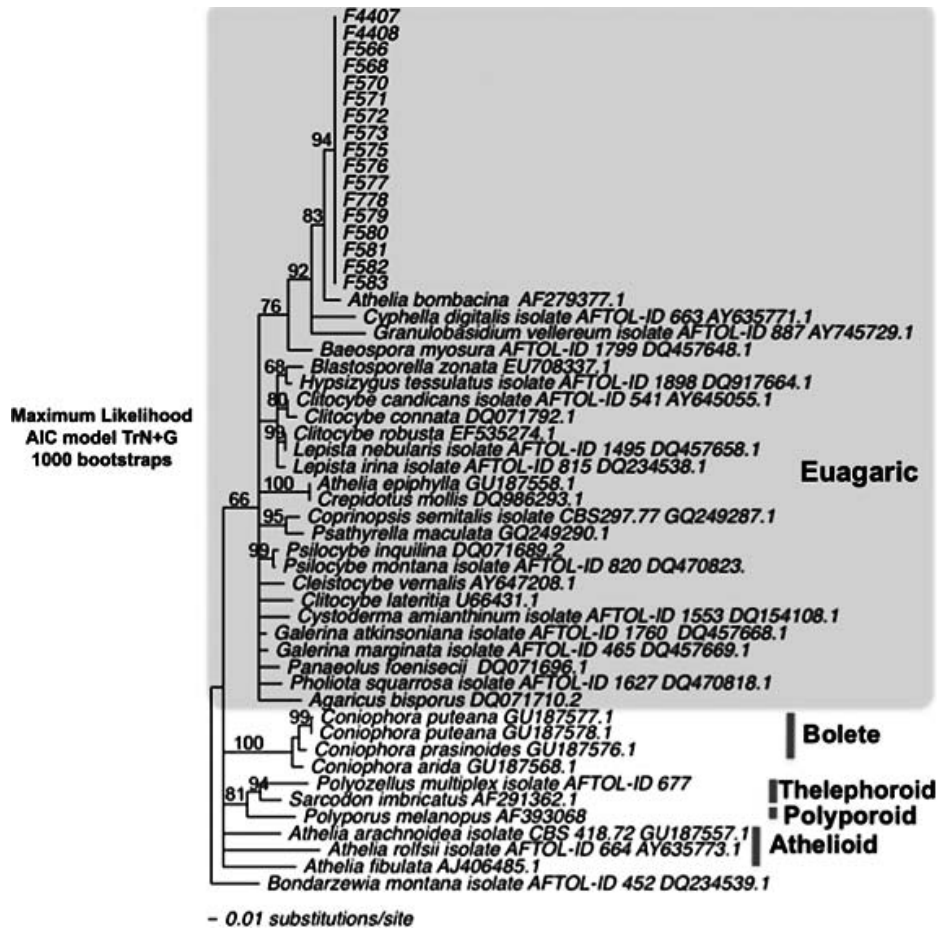 F4407
F4408
F566
F568
F570
F571
F572
F573
94
F575
F576
F577
F778
83
F579
F580
F581
92
F582
F583
Athelia bombacina AF279377.1
76
Cyphella digitalis isolate AFTOL-ID 663 AY635771.1
Granulobasidium vellereum isolate AFTOL-ID 887 AY745729.1
Baeospora myosura AFTOL-ID 1799 DQ457648.1
68
Blastosporella zonata EU708337.1
Hypsizygus tessulatus isolate AFTOL-ID 1898 DQ917664.1
80
Clitocybe candicans isolate AFTOL-ID 541 AY645055.1
Clitocybe connata DQ071792.1
99
Clitocybe robusta EF535274.1
Lepista nebularis isolate AFTOL-ID 1495 DQ457658.1
Lepista irina isolate AFTOL-ID 815 DQ234538.1
Maximum Likelihood
AIC model TrN+G
1000 bootstraps
Euagaric
100
Athelia epiphylla GU187558.1
Crepidotus mollis DQ986293.1
66
95
Coprinopsis semitalis isolate CBS297.77 GQ249287.1
Psathyrella maculata GQ249290.1
99
Psilocybe inquilina DQ071689.2
Psilocybe montana isolate AFTOL-ID 820 DQ470823.
Cleistocybe vernalis AY647208.1
Clitocybe lateritia U66431.1
Cystoderma amianthinum isolate AFTOL-ID 1553 DQ154108.1
Galerina atkinsoniana isolate AFTOL-ID 1760 DQ457668.1
Galerina marginata isolate AFTOL-ID 465 DQ457669.1
Panaeolus foenisecii DQ071696.1
Pholiota squarrosa isolate AFTOL-ID 1627 DQ470818.1
Agaricus bisporus DQ071710.2
99
Coniophora puteana GU187577.1
Coniophora puteana GU187578.1
Bolete
100
Coniophora prasinoides GU187576.1
Coniophora arida GU187568.1
94
Polyozellus multiplex isolate AFTOL-ID 677
Thelephoroid
81
Sarcodon imbricatus AF291362.1
Polyporus melanopus AF393068
Polyporoid
Athelia arachnoidea isolate CBS 418.72 GU187557.1
Athelioid
Athelia rolfsii isolate AFTOL-ID 664 AY635773.1
Athelia fibulata AJ406485.1
Bondarzewia montana isolate AFTOL-ID 452 DQ234539.1
– 0.01 substitutions/site